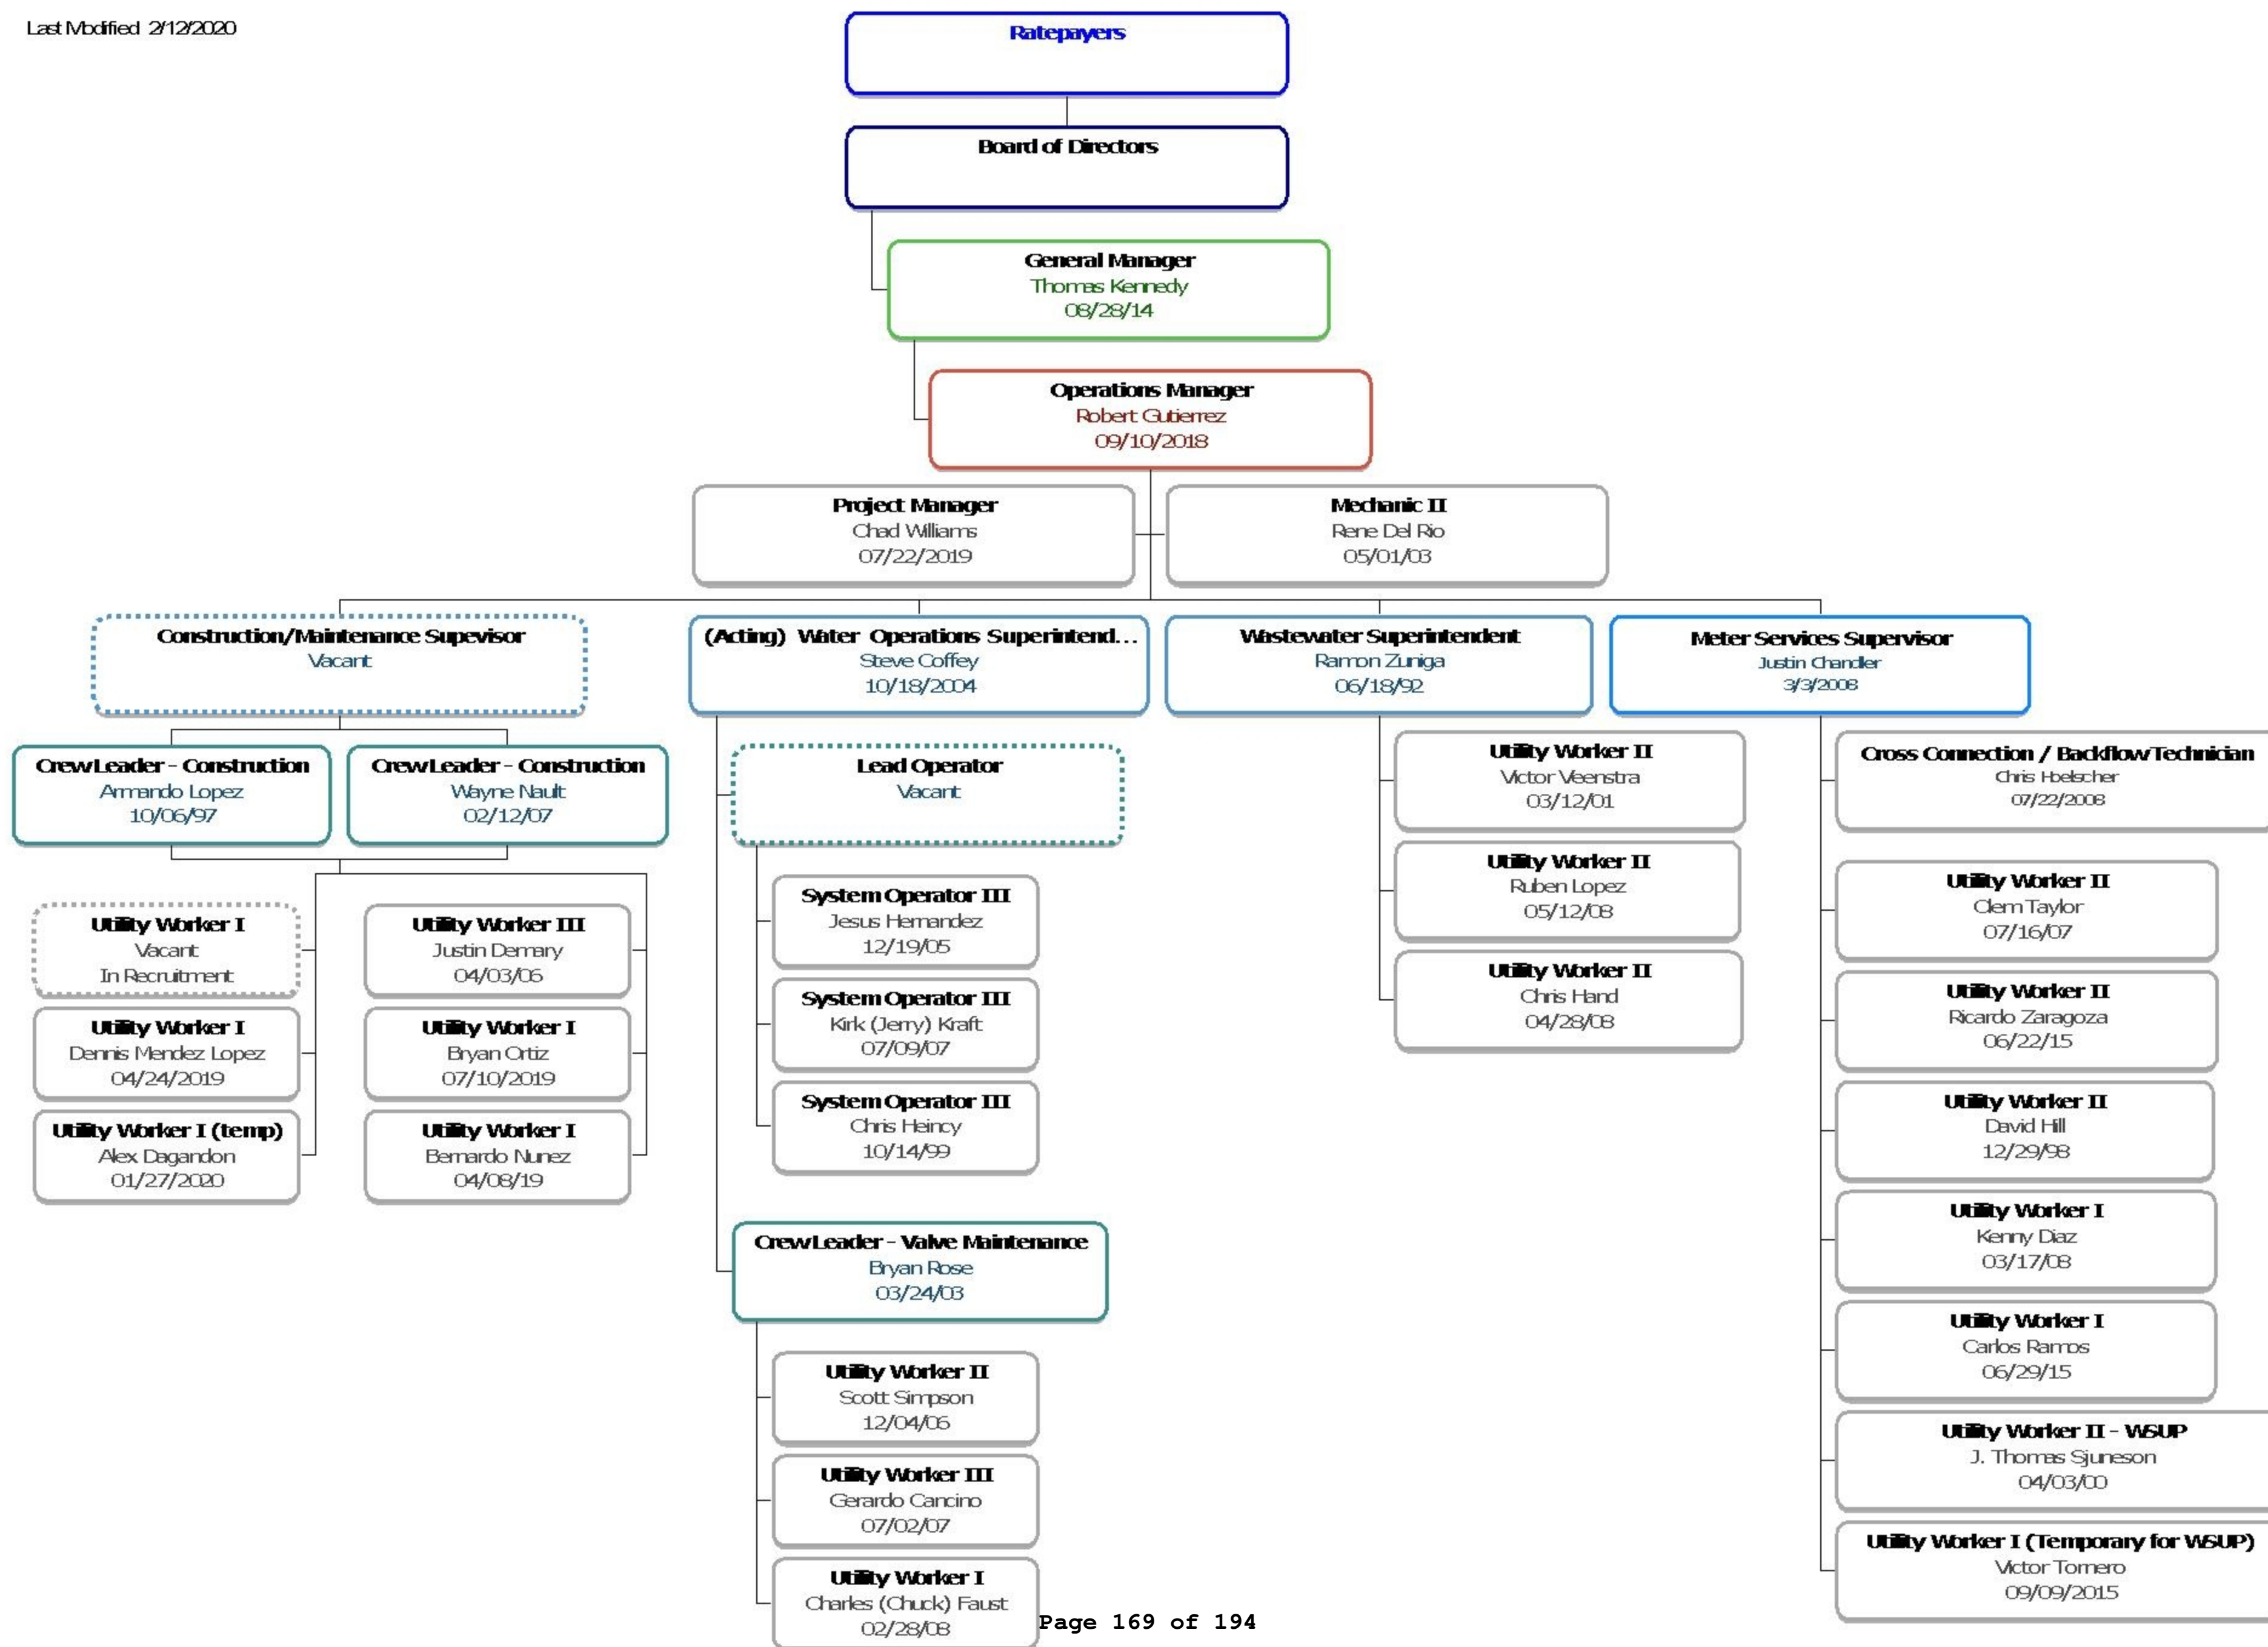 Last Modified 2/12/2020
Ratepayers
Board of Directors
General Manager
Thomas Kennedy
08/28/14
Operations Manager
Robert Gutierrez
09/10/2018
Project Manager
Chad Williams
07/22/2019
Mechanic II
Rene Del Rio
05/01/03
Construction/Maintenance Supevisor
Vacant
(Acting) Water Operations Superintend...
Steve Coffey
10/18/2004
Wastewater Superintendent
Ramon Zuniga
06/18/92
Meter Services Supervisor
Justin Chandler
3/3/2008
Crew Leader - Construction
Armando Lopez
10/06/97
Crew Leader - Construction
Wayne Nault
02/12/07
Utility Worker I
Vacant
In Recruitment
Utility Worker I
Dennis Mendez Lopez
04/24/2019
Utility Worker I (temp)
Alex Dagandon
01/27/2020
Utility Worker III
Justin Demary
04/03/06
Utility Worker I
Bryan Ortiz
07/10/2019
Utility Worker I
Bernardo Nunez
04/08/19
Lead Operator
Vacant
System Operator III
Jesus Hernandez
12/19/05
System Operator III
Kirk (Jerry) Kraft
07/09/07
System Operator III
Chris Heincy
10/14/99
Crew Leader - Valve Maintenance
Bryan Rose
03/24/03
Utility Worker II
Scott Simpson
12/04/06
Utility Worker III
Gerardo Cancino
07/02/07
Utility Worker I
Charles (Chuck) Faust
02/28/08
Utility Worker II
Victor Veenstra
03/12/01
Utility Worker II
Ruben Lopez
05/12/08
Utility Worker II
Chris Hand
04/28/08
Cross Connection / Backflow Technician
Chris Hoelscher
07/22/2008
Utility Worker II
Clem Taylor
07/16/07
Utility Worker II
Ricardo Zaragoza
06/22/15
Utility Worker II
David Hill
12/29/98
Utility Worker I
Kenny Diaz
03/17/08
Utility Worker I
Carlos Ramos
06/29/15
Utility Worker II - WSUP
J. Thomas Sjuneson
04/03/00
Utility Worker I (Temporary for WSUP)
Victor Tornero
09/09/2015
Page 169 of 194